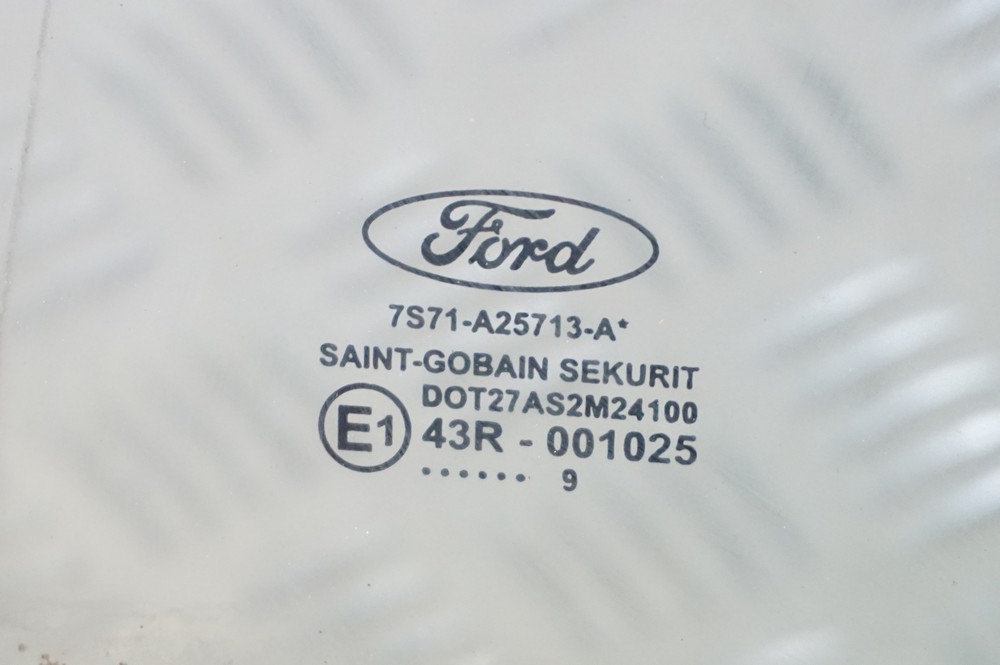 Ford
7S71-A25713-A*
SAINT-GOBAIN SEKURIT
DOT27AS2M24100
E1 43R - 001025
...... 9